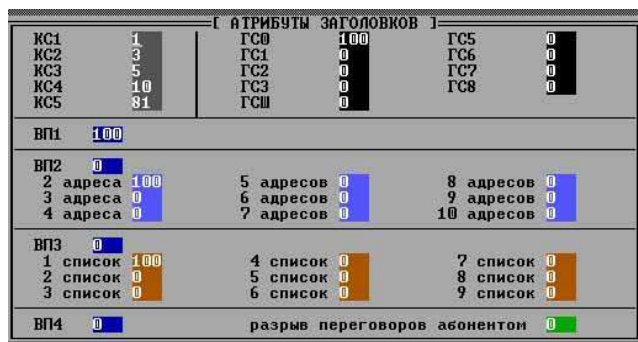 [ АТРИБУТЫ ЗАГОЛОВКОВ ]
КС1 1 ГС0 100 ГС5 0
КС2 3 ГС1 0 ГС6 0
КС3 5 ГС2 0 ГС7 0
КС4 10 ГС3 0 ГС8 0
КС5 81 ГСШ 0
ВП1 100
ВП2 0
2 адреса 100 5 адресов 0 8 адресов 0
3 адреса 0 6 адресов 0 9 адресов 0
4 адреса 0 7 адресов 0 10 адресов 0
ВП3 0
1 список 100 4 список 0 7 список 0
2 список 0 5 список 0 8 список 0
3 список 0 6 список 0 9 список 0
ВП4 0 разрыв переговоров абонентом 0